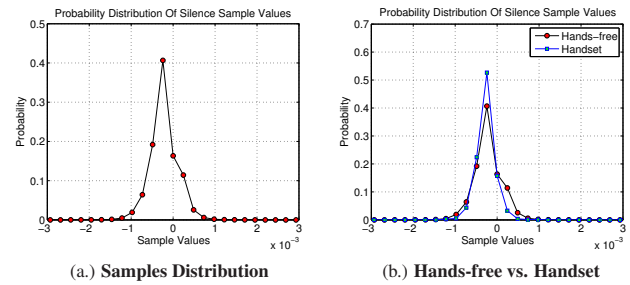 Probability Distribution Of Silence Sample Values
0.5
0.4
0.3
0.2
0.1
0
Probability
−3 −2 −1 0 1 2 3
Sample Values
x 10⁻³
(a.) Samples Distribution
Probability Distribution Of Silence Sample Values
0.7
0.6
0.5
0.4
0.3
0.2
0.1
0
Probability
Hands−free
Handset
−3 −2 −1 0 1 2 3
Sample Values
x 10⁻³
(b.) Hands-free vs. Handset